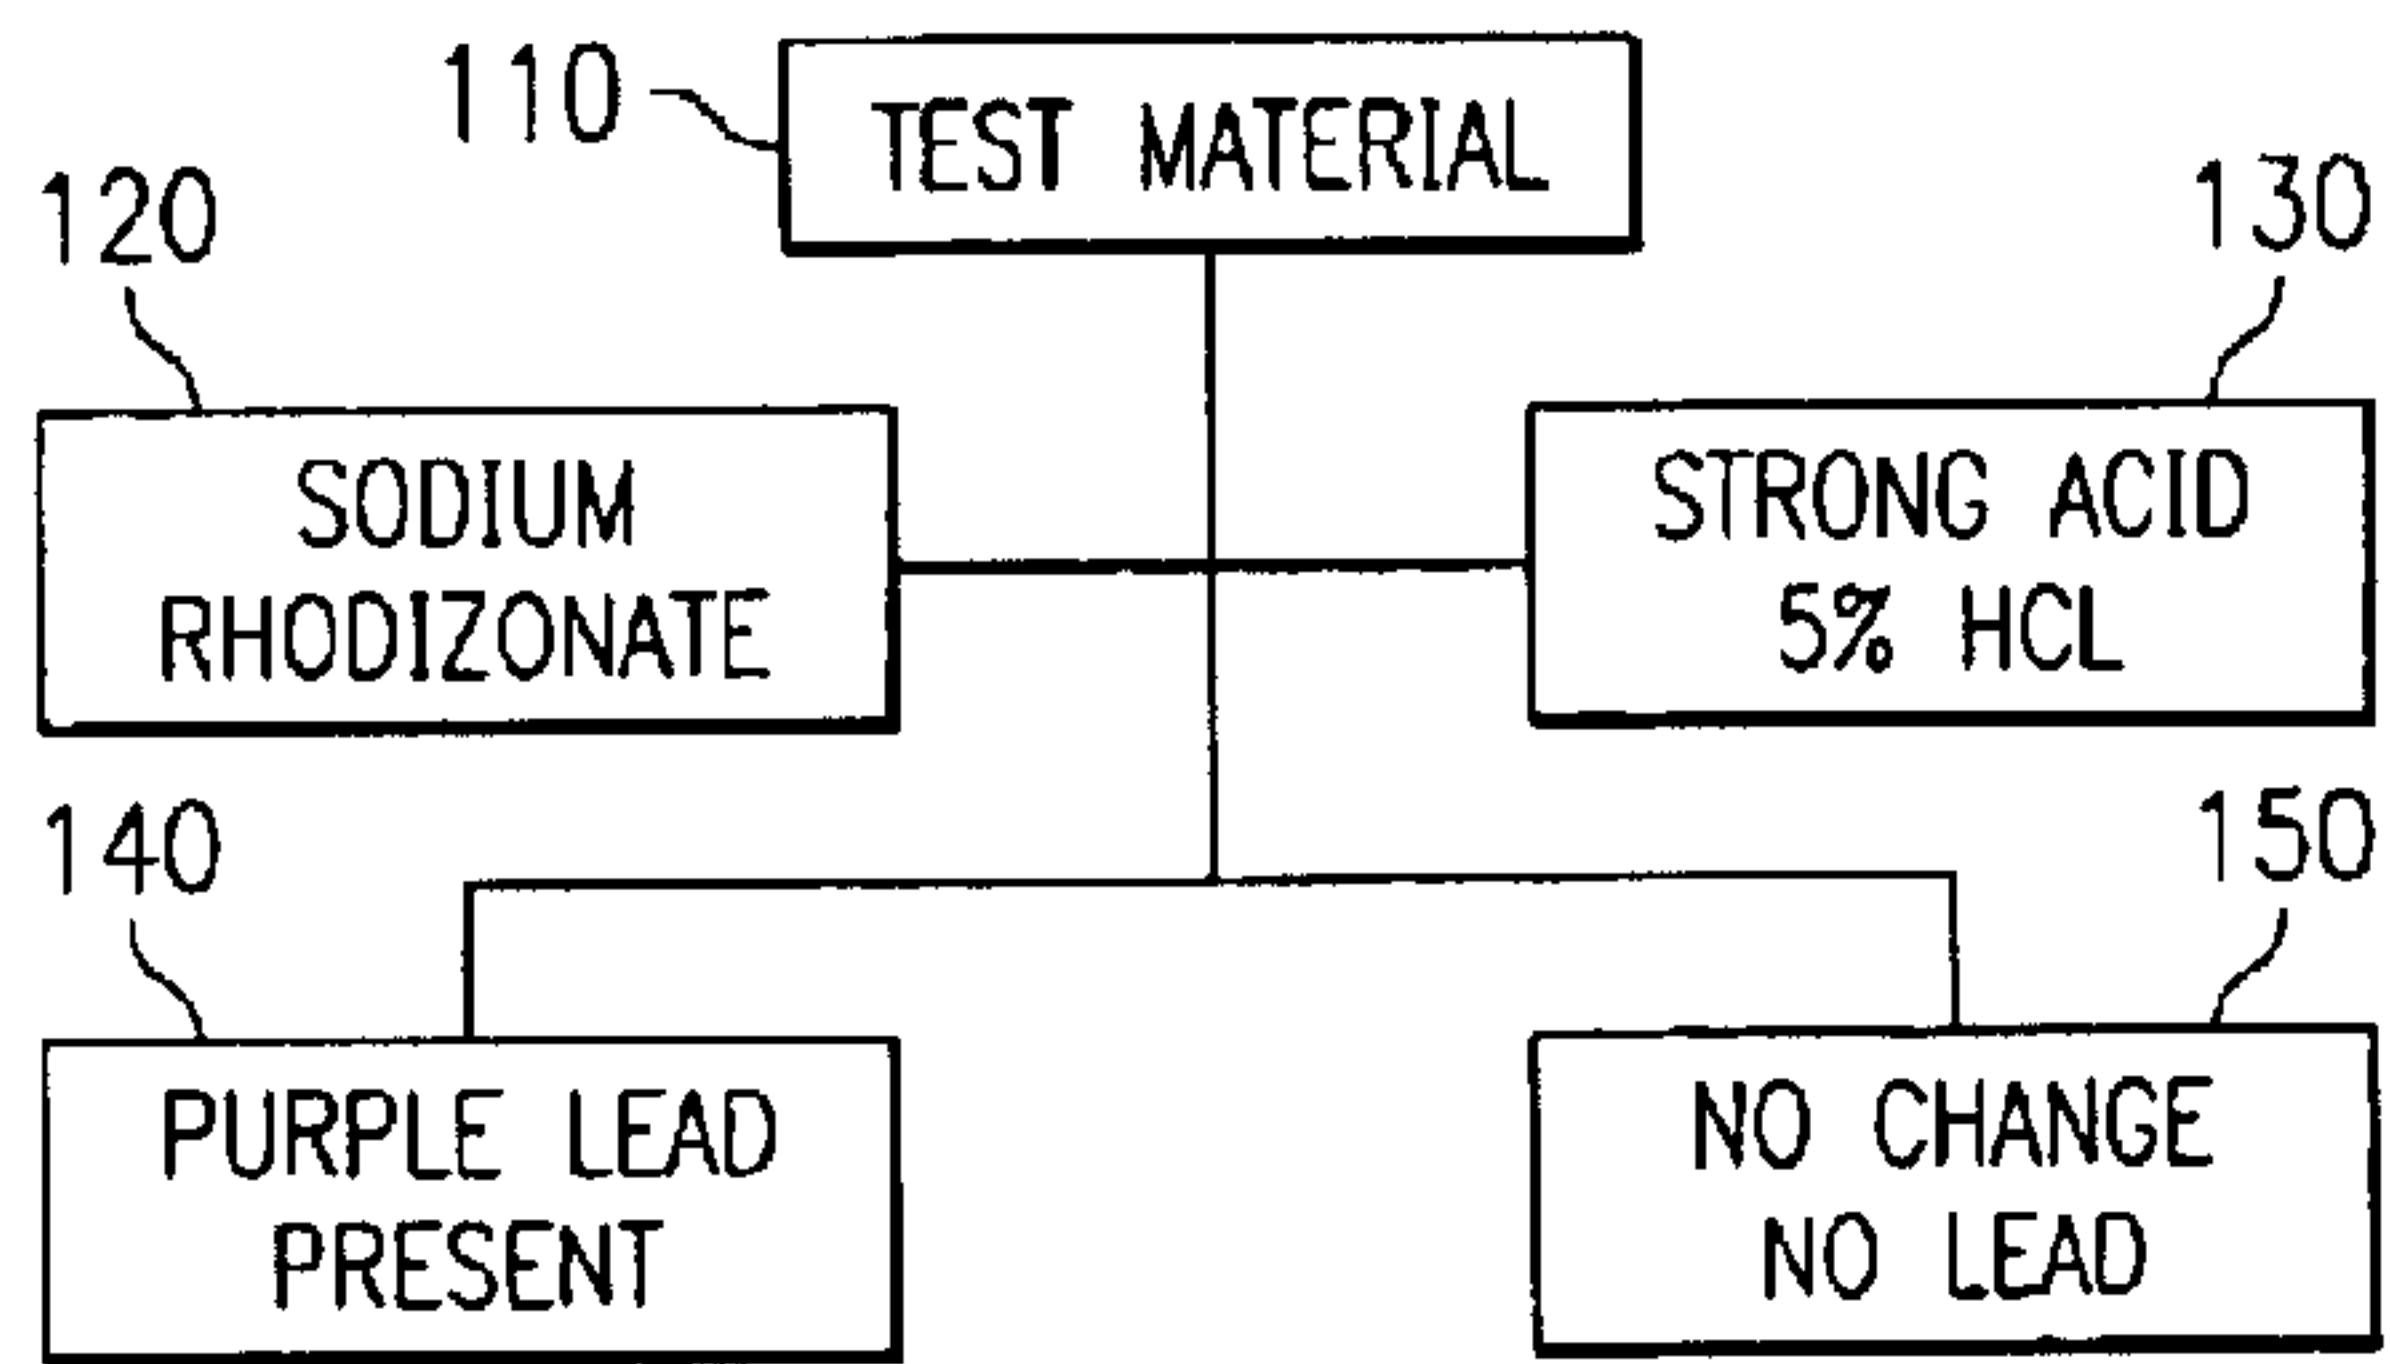 110
TEST MATERIAL
120
130
SODIUM
RHODIZONATE
STRONG ACID
5% HCL
140
150
PURPLE LEAD
PRESENT
NO CHANGE
NO LEAD